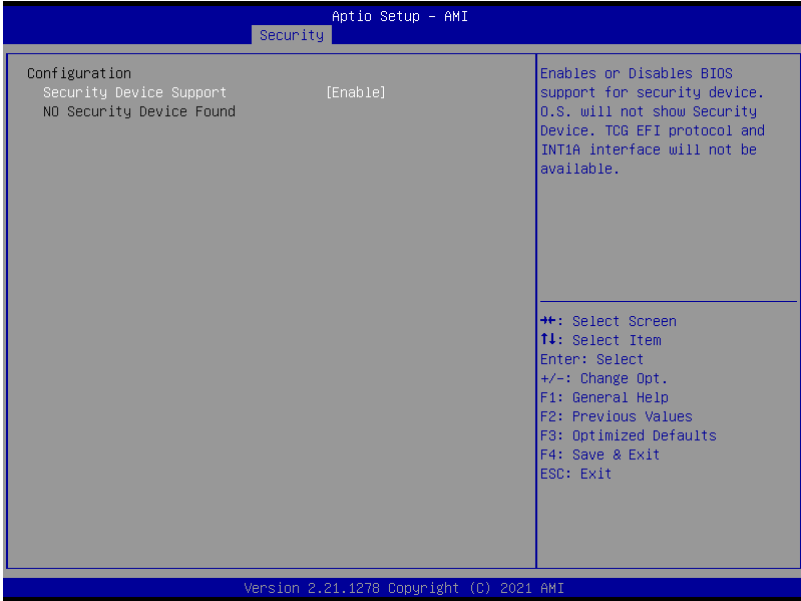 Aptio Setup – AMI
Security
Configuration
Security Device Support [Enable]
NO Security Device Found
Enables or Disables BIOS
support for security device.
O.S. will not show Security
Device. TCG EFI protocol and
INT1A interface will not be
available.
→←: Select Screen
↑↓: Select Item
Enter: Select
+/-: Change Opt.
F1: General Help
F2: Previous Values
F3: Optimized Defaults
F4: Save & Exit
ESC: Exit
Version 2.21.1278 Copyright (C) 2021 AMI